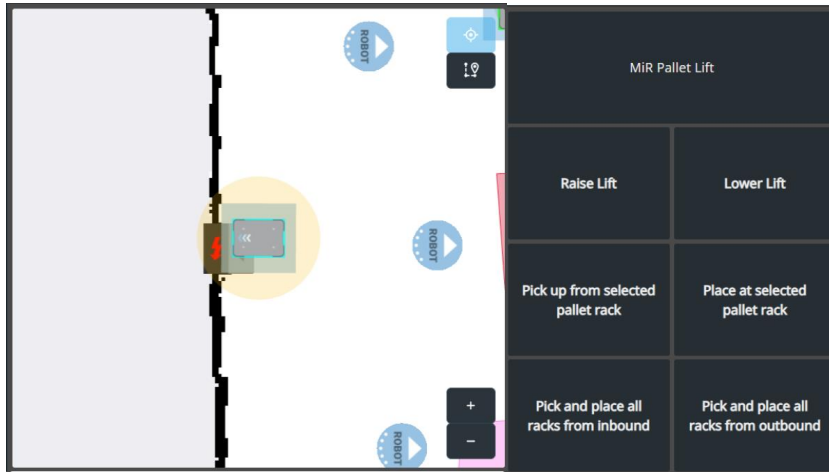 ROBOT
ROBOT
ROBOT
+
−
MiR Pallet Lift
Raise Lift
Lower Lift
Pick up from selected
pallet rack
Place at selected
pallet rack
Pick and place all
racks from inbound
Pick and place all
racks from outbound